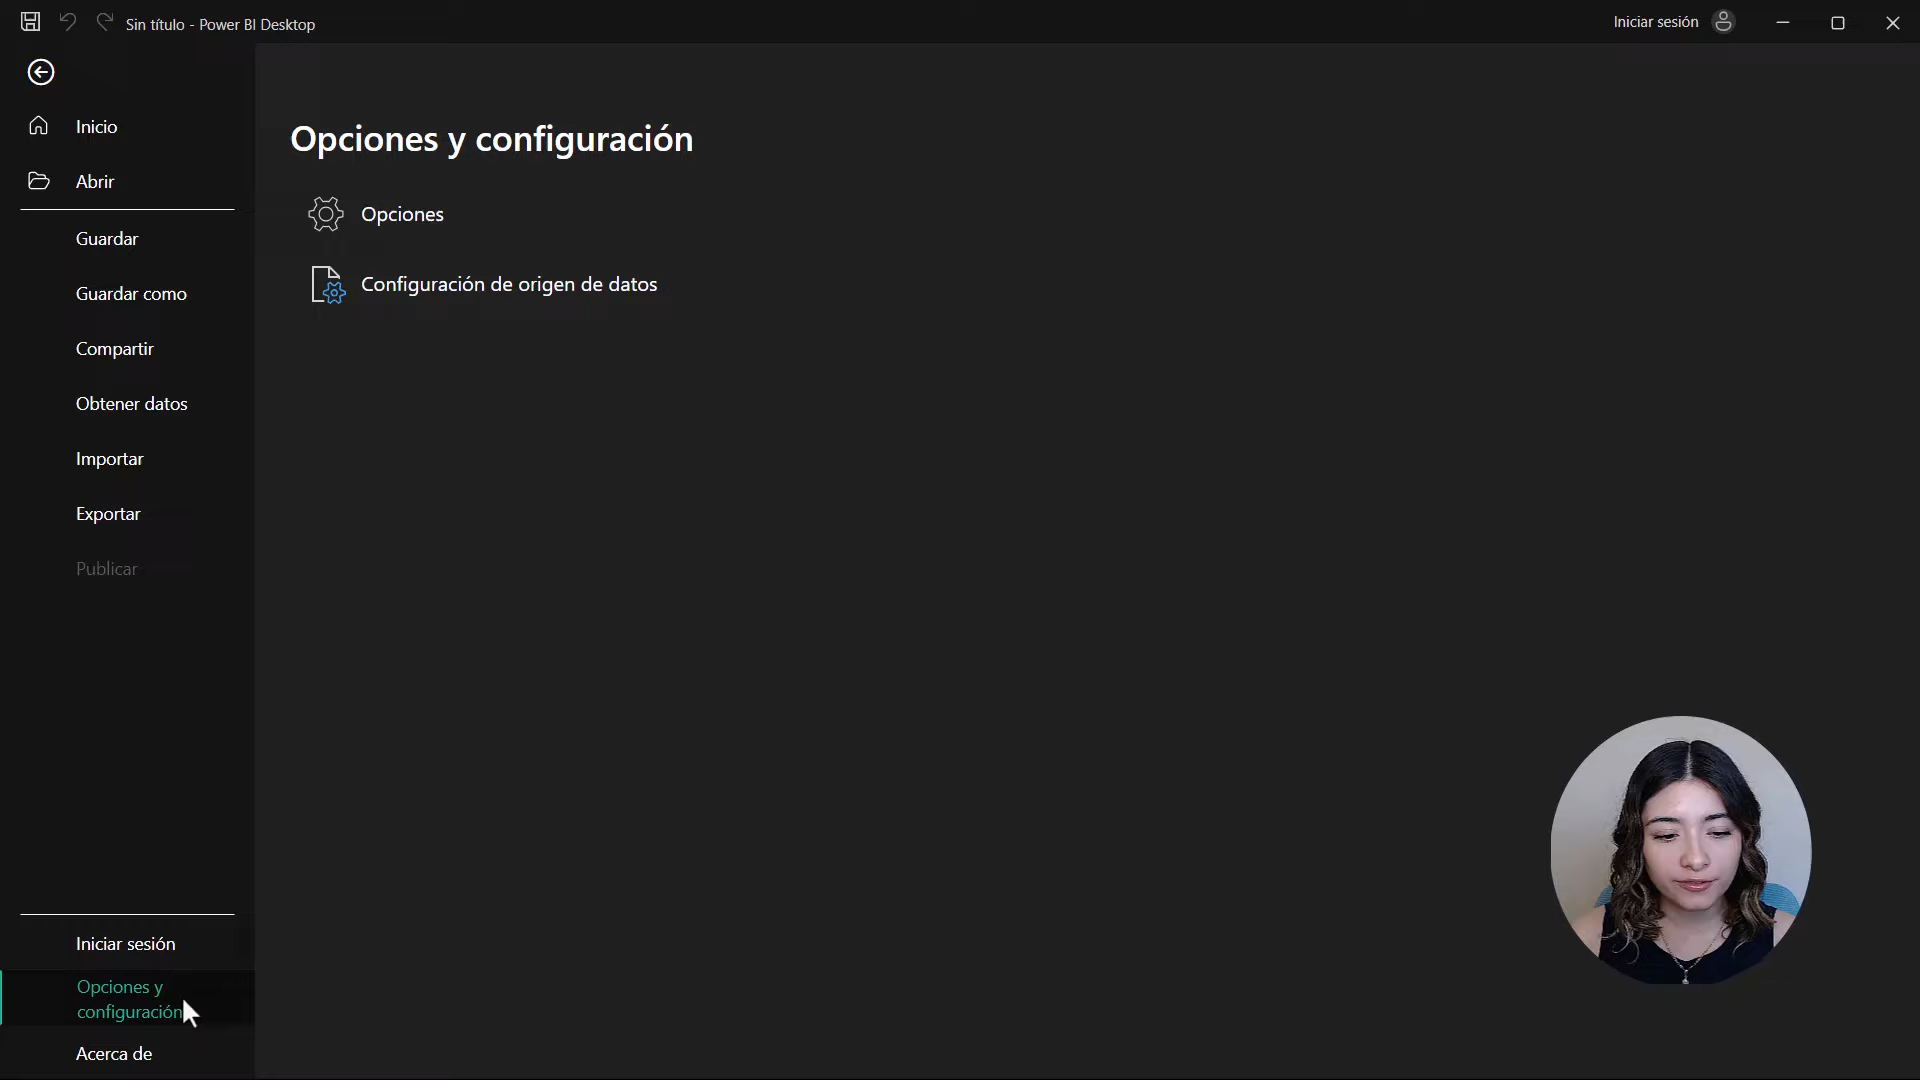 Sin título - Power BI Desktop
Iniciar sesión
Inicio
Abrir
Guardar
Guardar como
Compartir
Obtener datos
Importar
Exportar
Publicar
Iniciar sesión
Opciones y
configuración
Acerca de
Opciones y configuración
Opciones
Configuración de origen de datos